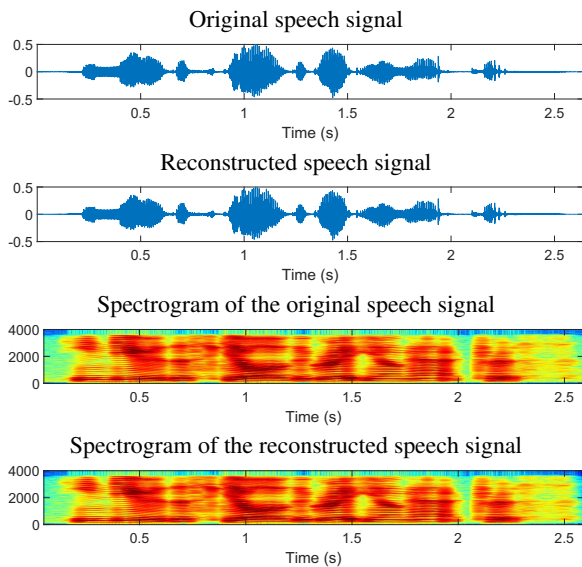 Original speech signal
0.5
0
-0.5
0.5 1 1.5 2 2.5
Time (s)
Reconstructed speech signal
0.5
0
-0.5
0.5 1 1.5 2 2.5
Time (s)
Spectrogram of the original speech signal
4000
2000
0
0.5 1 1.5 2 2.5
Time (s)
Spectrogram of the reconstructed speech signal
4000
2000
0
0.5 1 1.5 2 2.5
Time (s)